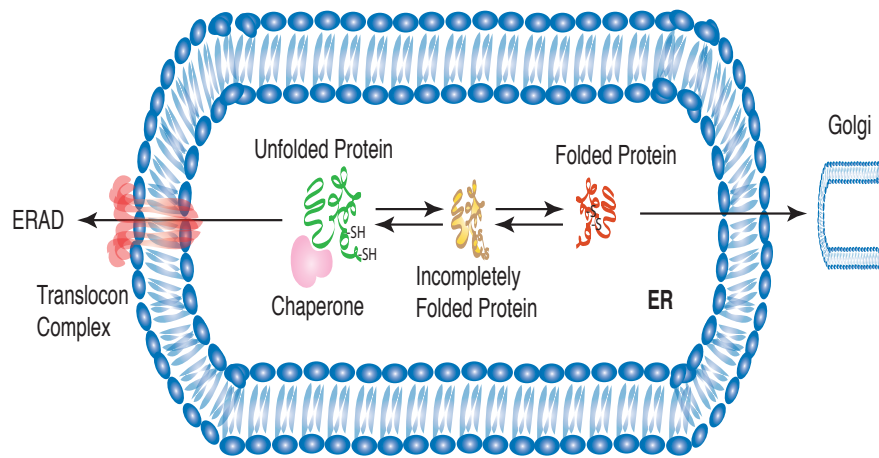 Golgi
Unfolded Protein
Folded Protein
ERAD
-SH
-SH
S
-S
Translocon
Complex
Chaperone
Incompletely
Folded Protein
ER